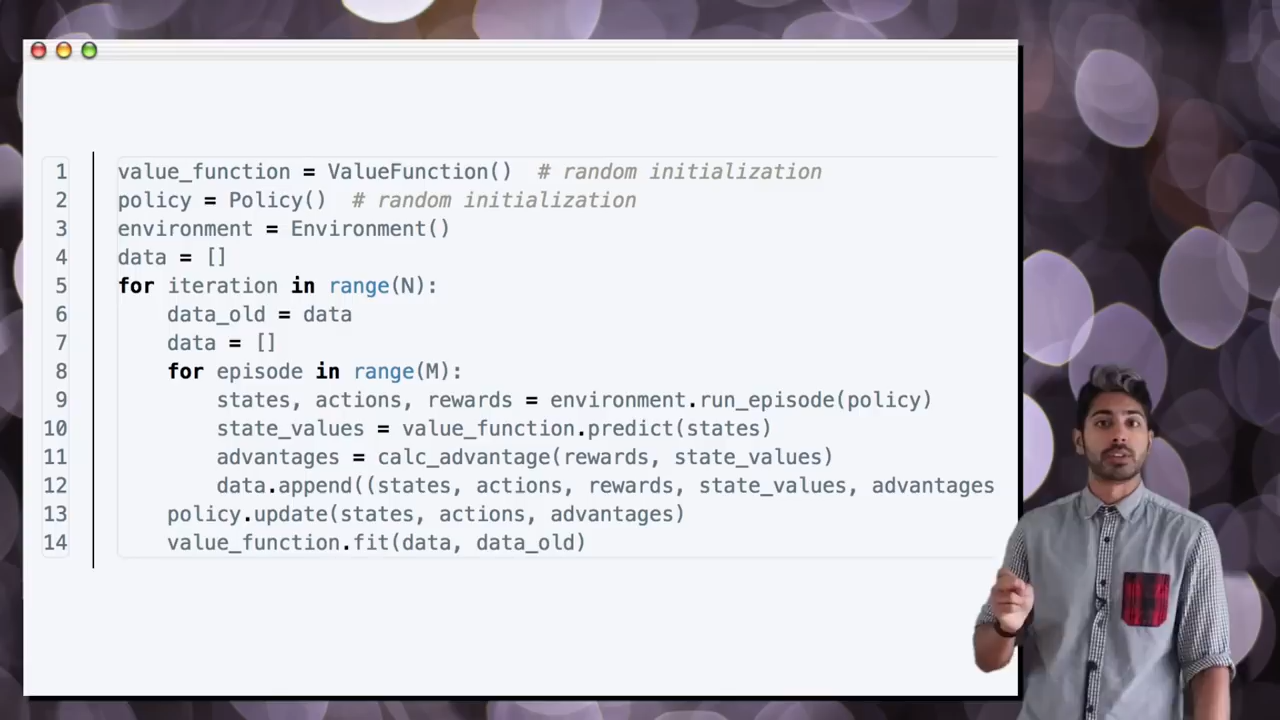 1 value_function = ValueFunction()  # random initialization
2 policy = Policy()  # random initialization
3 environment = Environment()
4 data = []
5 for iteration in range(N):
6     data_old = data
7     data = []
8     for episode in range(M):
9         states, actions, rewards = environment.run_episode(policy)
10         state_values = value_function.predict(states)
11         advantages = calc_advantage(rewards, state_values)
12         data.append((states, actions, rewards, state_values, advantages
13     policy.update(states, actions, advantages)
14     value_function.fit(data, data_old)